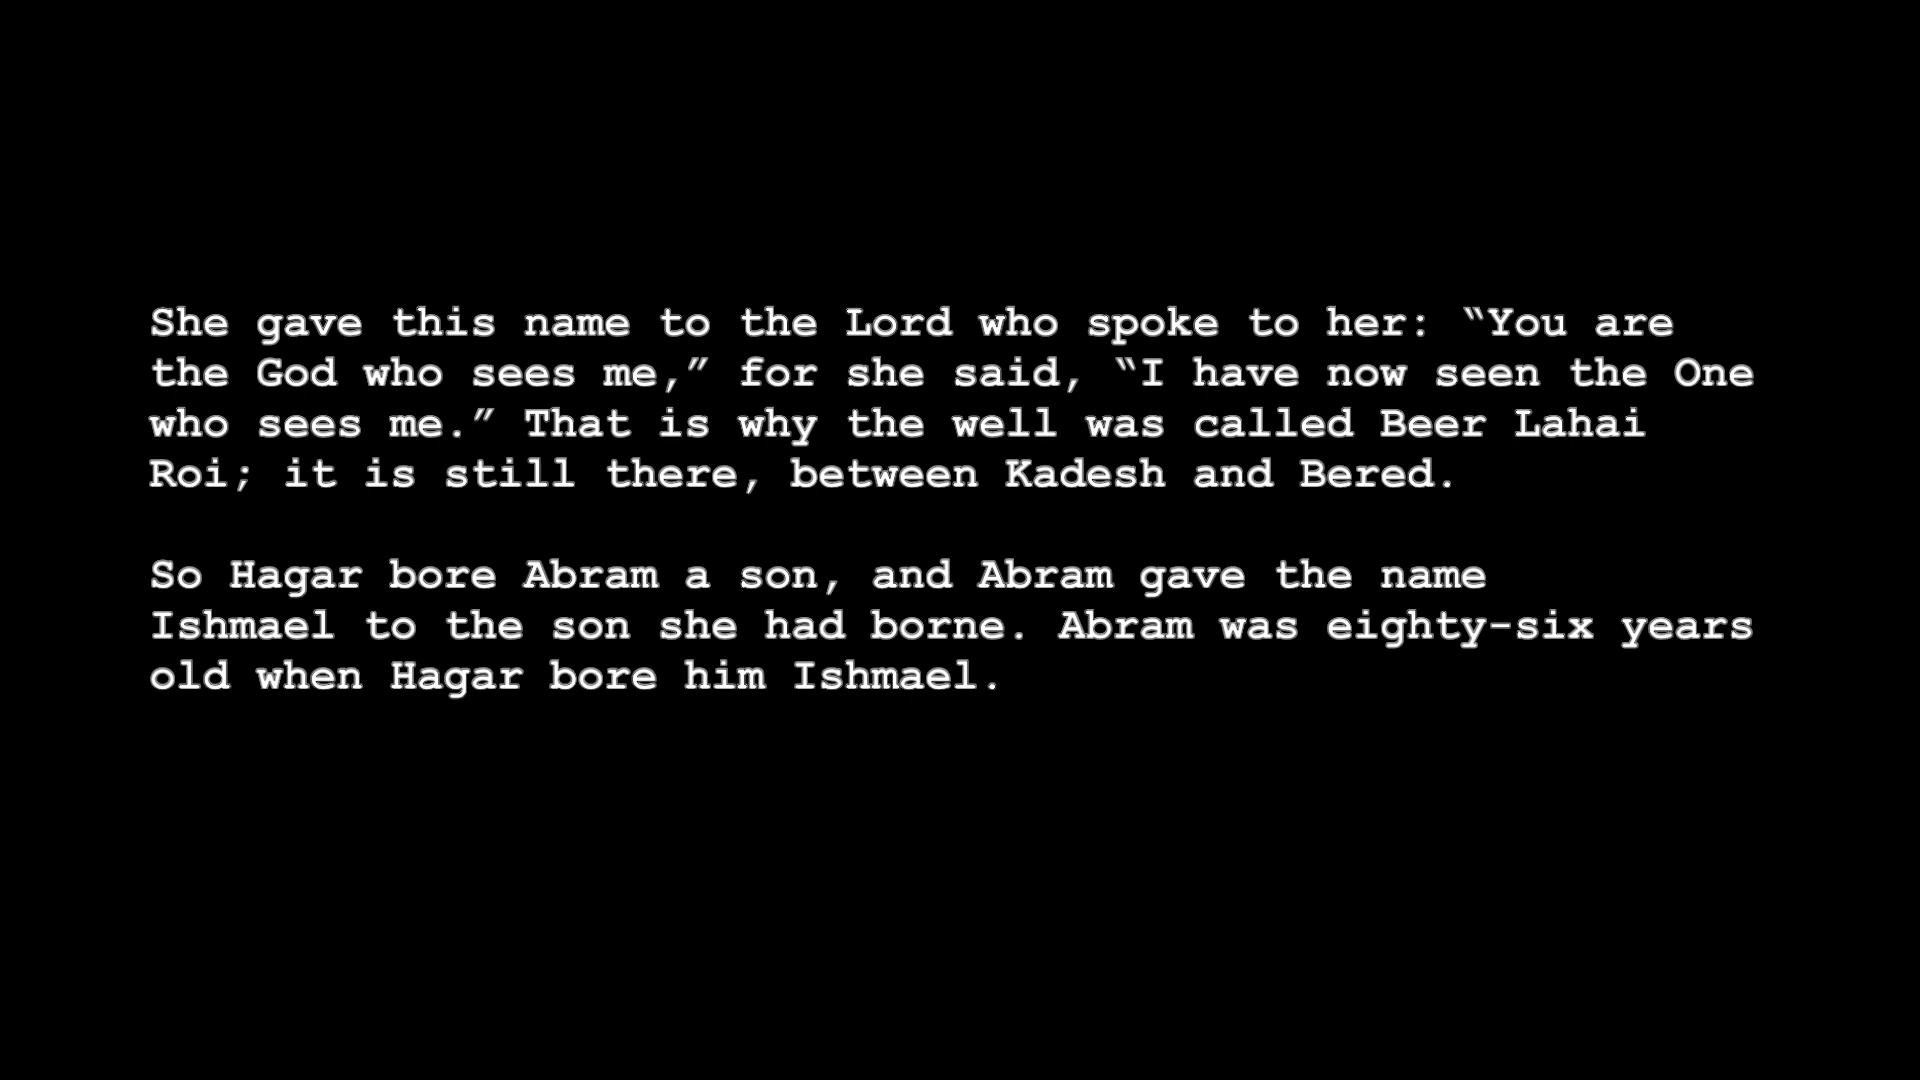 She gave this name to the Lord who spoke to her: “You are
the God who sees me,” for she said, “I have now seen the One
who sees me.” That is why the well was called Beer Lahai
Roi; it is still there, between Kadesh and Bered.
So Hagar bore Abram a son, and Abram gave the name
Ishmael to the son she had borne. Abram was eighty-six years
old when Hagar bore him Ishmael.